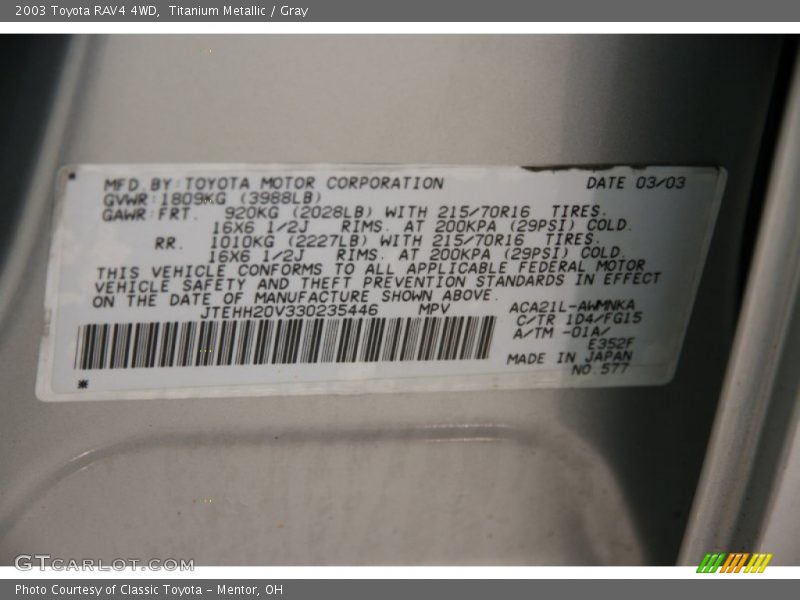 2003 Toyota RAV4 4WD, Titanium Metallic / Gray
MFD. BY: TOYOTA MOTOR CORPORATION DATE 03/03
GVWR: 1809KG (3988LB)
GAWR: FRT. 920KG (2028LB) WITH 215/70R16 TIRES.
16X6 1/2J RIMS. AT 200KPA (29PSI) COLD.
RR. 1010KG (2227LB) WITH 215/70R16 TIRES.
16X6 1/2J RIMS. AT 200KPA (29PSI) COLD.
THIS VEHICLE CONFORMS TO ALL APPLICABLE FEDERAL MOTOR
VEHICLE SAFETY AND THEFT PREVENTION STANDARDS IN EFFECT
ON THE DATE OF MANUFACTURE SHOWN ABOVE.
JTEHH20V330235446 MPV ACA21L-AWMNKA
C/TR 1D4/FG15
A/TM -01A/
E352F
MADE IN JAPAN
NO.577
GTCARLOT.COM
Photo Courtesy of Classic Toyota - Mentor, OH